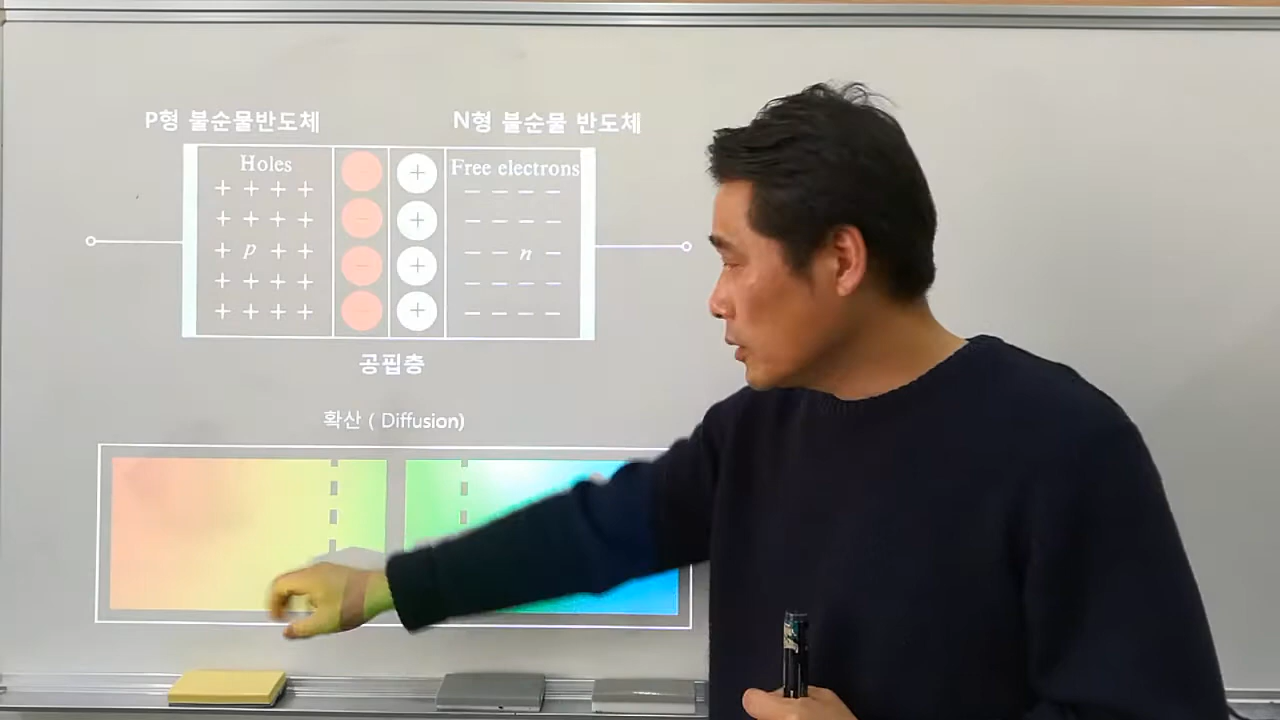 P형 불순물반도체
N형 불순물 반도체
Holes
Free electrons
+ + + + − + − − − −
+ + + + − + − − − −
+ p + + − + − − n −
+ + + + − + − − − −
+ + + +
− − − −
공핍층
확산 ( Diffusion)